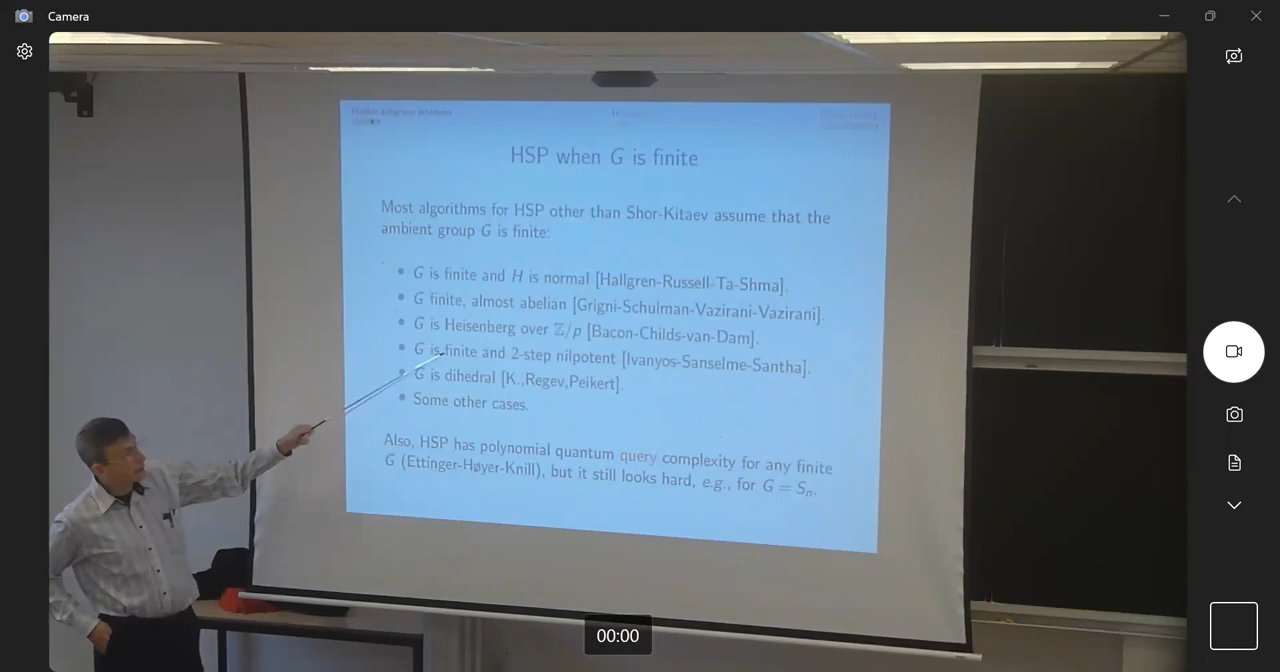 Camera
Hidden subgroup problems
HSP when G is finite
Most algorithms for HSP other than Shor-Kitaev assume that the
ambient group G is finite:
• G is finite and H is normal [Hallgren-Russell-Ta-Shma].
• G finite, almost abelian [Grigni-Schulman-Vazirani-Vazirani].
• G is Heisenberg over ℤ/p [Bacon-Childs-van-Dam].
• G is finite and 2-step nilpotent [Ivanyos-Sanselme-Santha].
• G is dihedral [K.,Regev,Peikert].
• Some other cases.
Also, HSP has polynomial quantum query complexity for any finite
G (Ettinger-Høyer-Knill), but it still looks hard, e.g., for G = Sₙ.
00:00